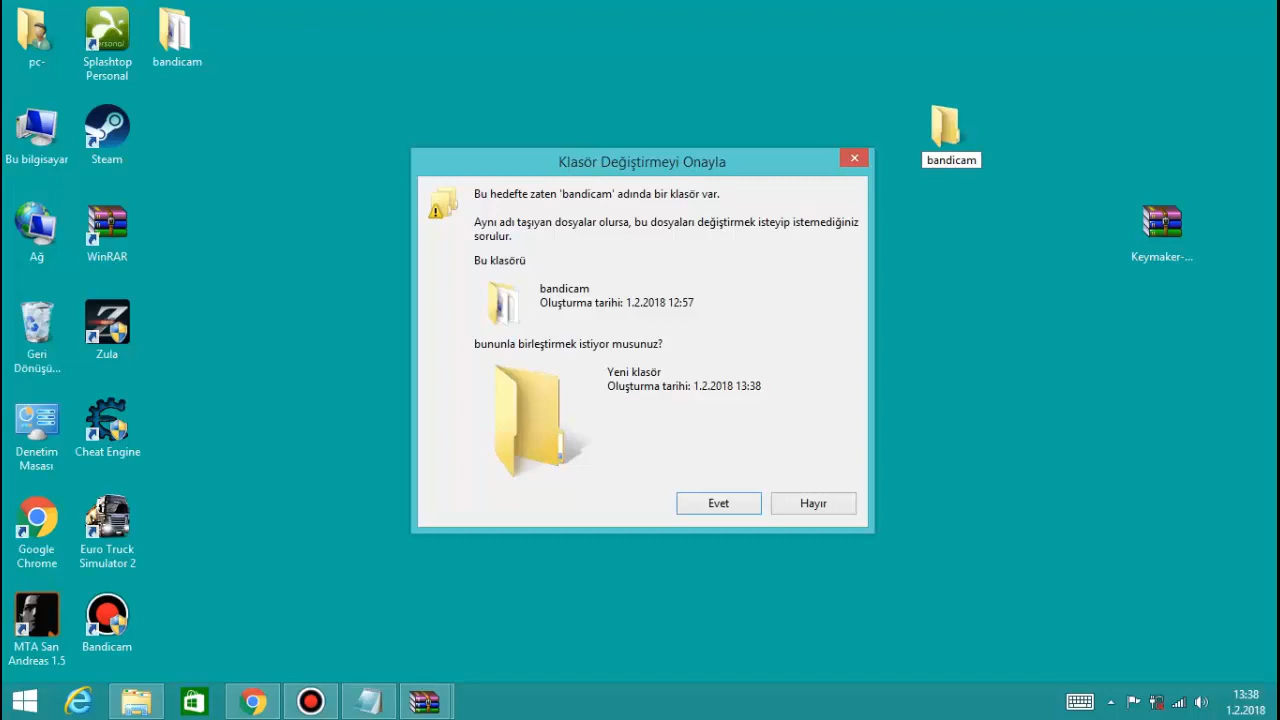 pc-
Splashtop
Personal
bandicam
Bu bilgisayar
Steam
Ağ
WinRAR
Geri
Dönüşü...
Zula
Denetim
Masası
Cheat Engine
Google
Chrome
Euro Truck
Simulator 2
MTA San
Andreas 1.5
Bandicam
bandicam
Keymaker-...
Klasör Değiştirmeyi Onayla
Bu hedefte zaten 'bandicam' adında bir klasör var.
Aynı adı taşıyan dosyalar olursa, bu dosyaları değiştirmek isteyip istemediğiniz
sorulur.
Bu klasörü
bandicam
Oluşturma tarihi: 1.2.2018 12:57
bununla birleştirmek istiyor musunuz?
Yeni klasör
Oluşturma tarihi: 1.2.2018 13:38
Evet
Hayır
13:38
1.2.2018